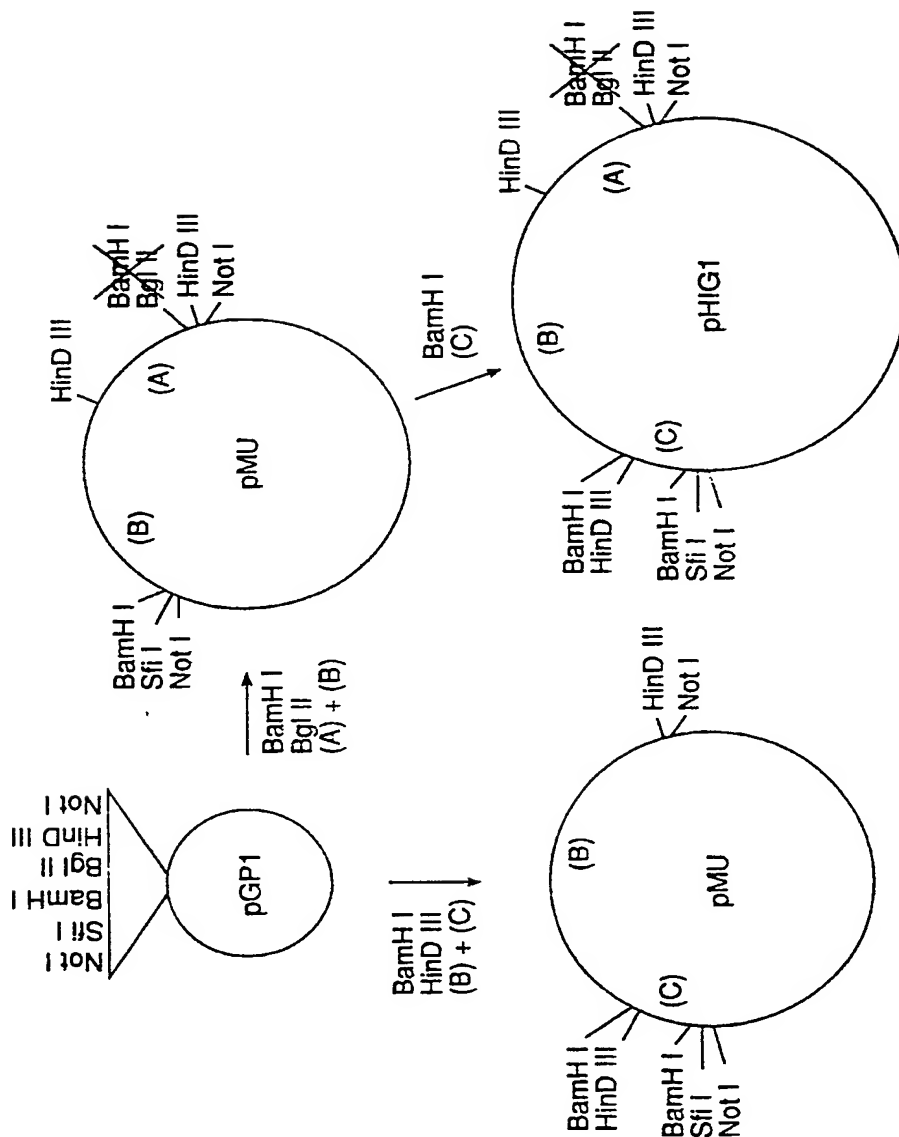 Not I
Sfi I
BamH I
Bgl II
HinD III
Not I
pGP1
BamH I
Bgl II
(A) + (B)
BamH I
Sfi I
Not I
(B)
pMU
(A)
HinD III
BamH I
Bgl II
HinD III
Not I
BamH I
HinD III
(B) + (C)
BamH I
HinD III
(C)
BamH I
Sfi I
Not I
(B)
pMU
HinD III
Not I
BamH I
(C)
BamH I
HinD III
(C)
BamH I
Sfi I
Not I
(B)
pHIG1
(A)
HinD III
BamH I
Bgl II
HinD III
Not I